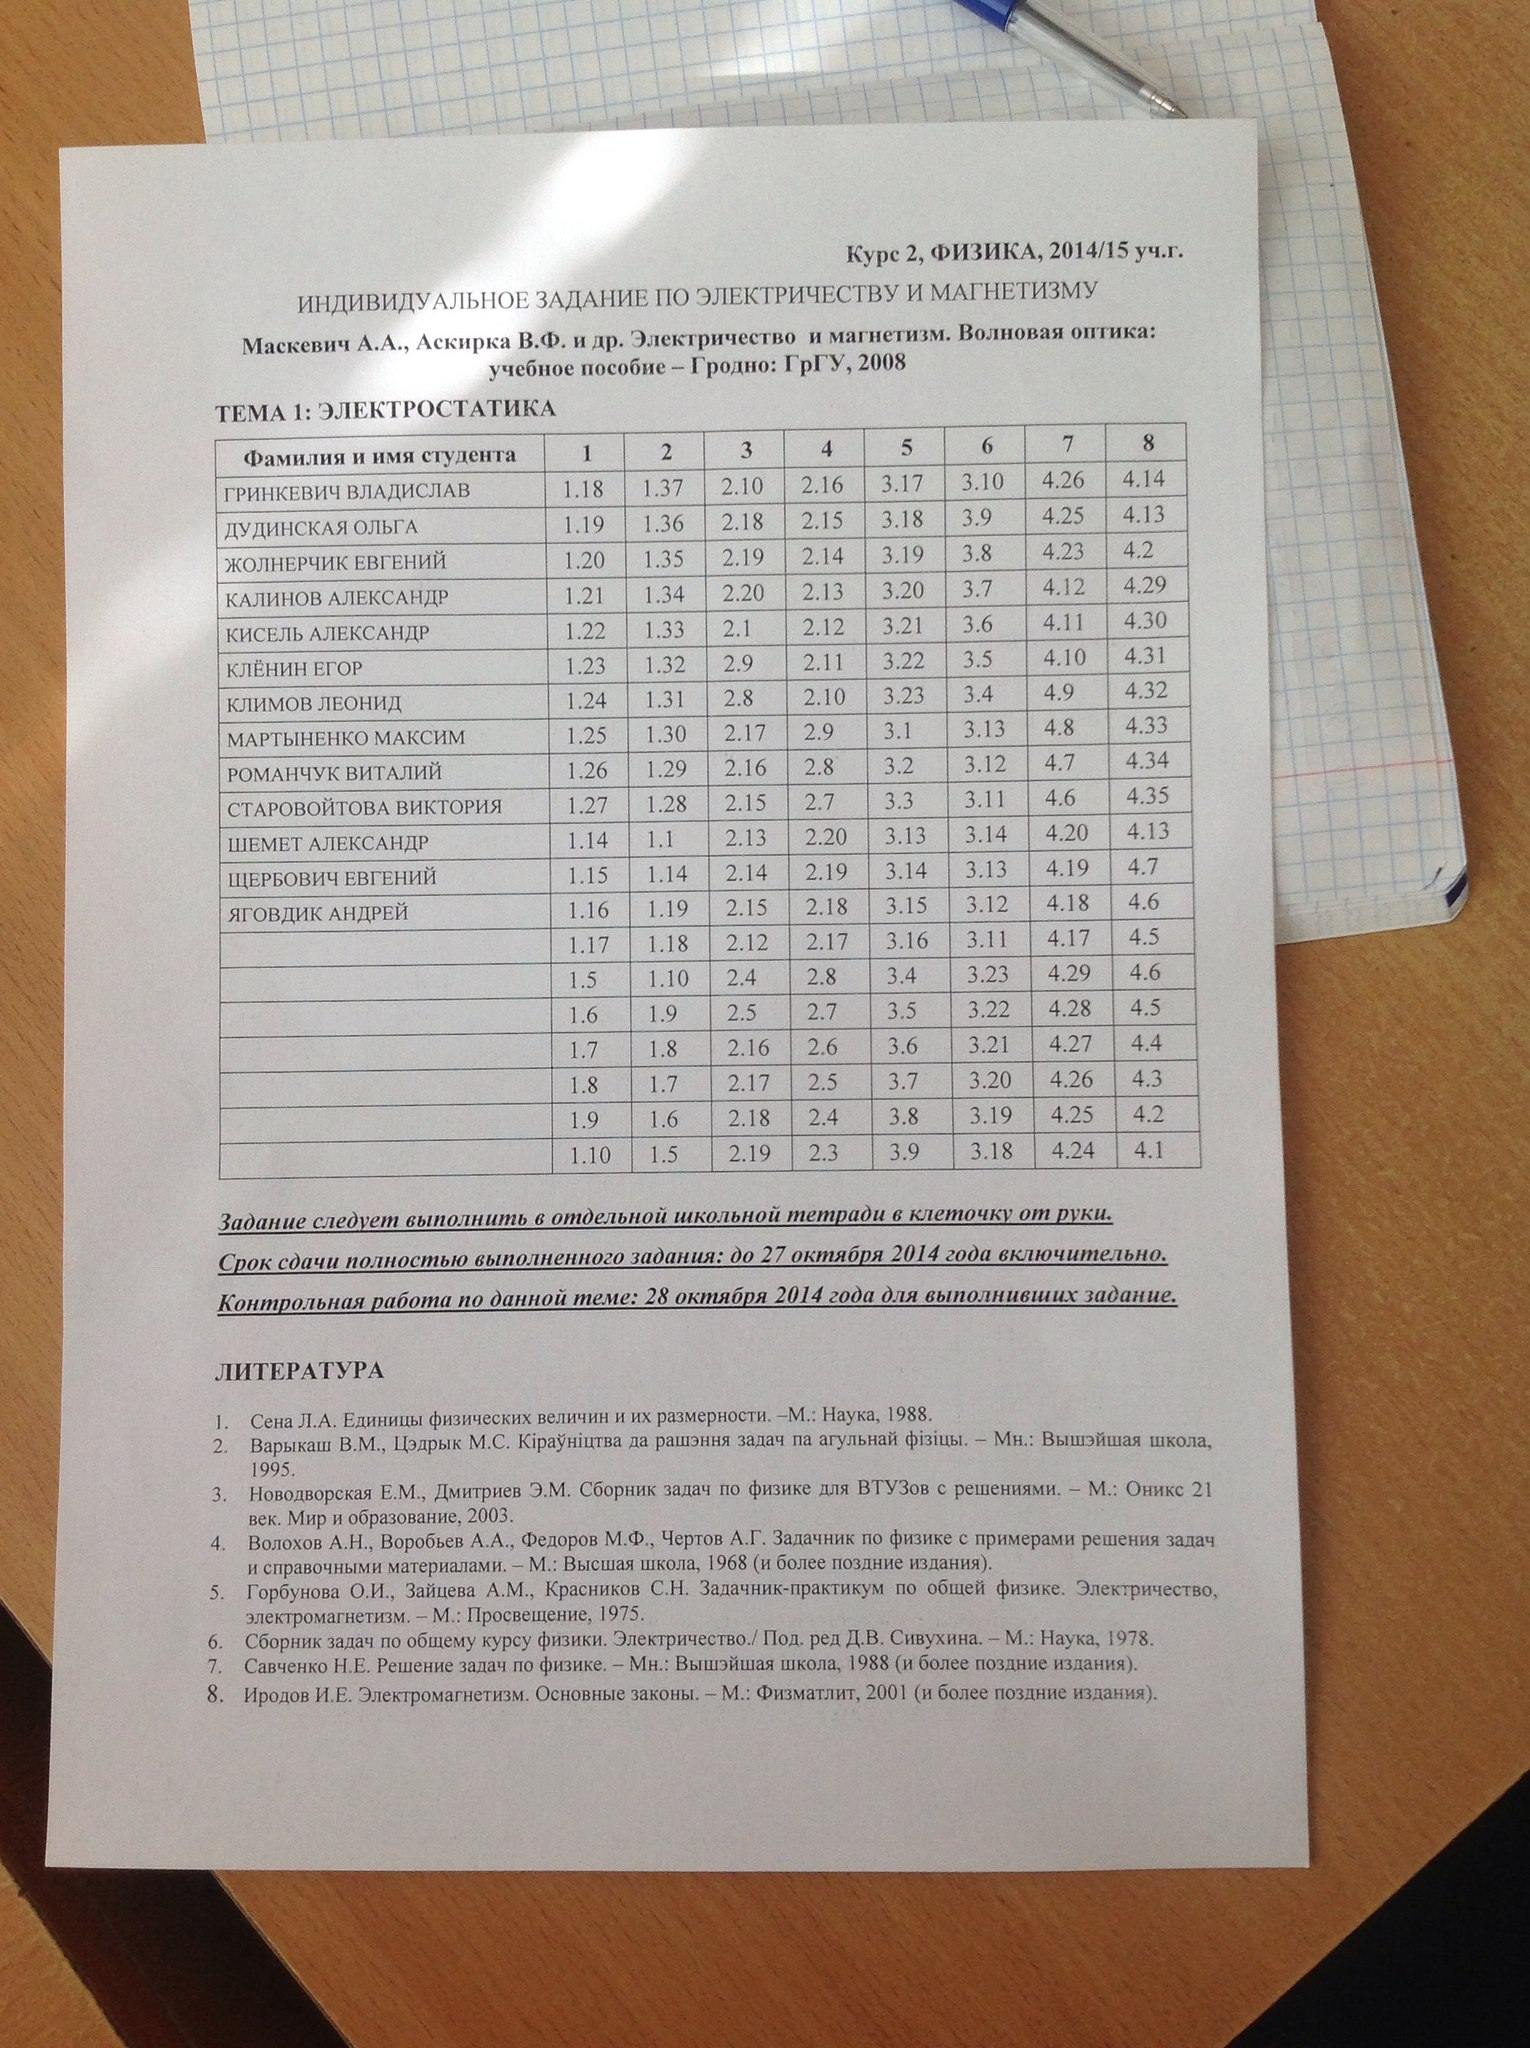 Курс 2, ФИЗИКА, 2014/15 уч.г.
ИНДИВИДУАЛЬНОЕ ЗАДАНИЕ ПО ЭЛЕКТРИЧЕСТВУ И МАГНЕТИЗМУ
Маскевич А.А., Аскирка В.Ф. и др. Электричество и магнетизм. Волновая оптика:
учебное пособие – Гродно: ГрГУ, 2008
ТЕМА 1: ЭЛЕКТРОСТАТИКА
Фамилия и имя студента 1 2 3 4 5 6 7 8
ГРИНКЕВИЧ ВЛАДИСЛАВ 1.18 1.37 2.10 2.16 3.17 3.10 4.26 4.14
ДУДИНСКАЯ ОЛЬГА 1.19 1.36 2.18 2.15 3.18 3.9 4.25 4.13
ЖОЛНЕРЧИК ЕВГЕНИЙ 1.20 1.35 2.19 2.14 3.19 3.8 4.23 4.2
КАЛИНОВ АЛЕКСАНДР 1.21 1.34 2.20 2.13 3.20 3.7 4.12 4.29
КИСЕЛЬ АЛЕКСАНДР 1.22 1.33 2.1 2.12 3.21 3.6 4.11 4.30
КЛЁНИН ЕГОР 1.23 1.32 2.9 2.11 3.22 3.5 4.10 4.31
КЛИМОВ ЛЕОНИД 1.24 1.31 2.8 2.10 3.23 3.4 4.9 4.32
МАРТЫНЕНКО МАКСИМ 1.25 1.30 2.17 2.9 3.1 3.13 4.8 4.33
РОМАНЧУК ВИТАЛИЙ 1.26 1.29 2.16 2.8 3.2 3.12 4.7 4.34
СТАРОВОЙТОВА ВИКТОРИЯ 1.27 1.28 2.15 2.7 3.3 3.11 4.6 4.35
ШЕМЕТ АЛЕКСАНДР 1.14 1.1 2.13 2.20 3.13 3.14 4.20 4.13
ЩЕРБОВИЧ ЕВГЕНИЙ 1.15 1.14 2.14 2.19 3.14 3.13 4.19 4.7
ЯГОВДИК АНДРЕЙ 1.16 1.19 2.15 2.18 3.15 3.12 4.18 4.6
1.17 1.18 2.12 2.17 3.16 3.11 4.17 4.5
1.5 1.10 2.4 2.8 3.4 3.23 4.29 4.6
1.6 1.9 2.5 2.7 3.5 3.22 4.28 4.5
1.7 1.8 2.16 2.6 3.6 3.21 4.27 4.4
1.8 1.7 2.17 2.5 3.7 3.20 4.26 4.3
1.9 1.6 2.18 2.4 3.8 3.19 4.25 4.2
1.10 1.5 2.19 2.3 3.9 3.18 4.24 4.1
Задание следует выполнить в отдельной школьной тетради в клеточку от руки.
Срок сдачи полностью выполненного задания: до 27 октября 2014 года включительно.
Контрольная работа по данной теме: 28 октября 2014 года для выполнивших задание.
ЛИТЕРАТУРА
1. Сена Л.А. Единицы физических величин и их размерности. –М.: Наука, 1988.
2. Варыкаш В.М., Цэдрык М.С. Кіраўніцтва да рашэння задач па агульнай фізіцы. – Мн.: Вышэйшая школа,
1995.
3. Новодворская Е.М., Дмитриев Э.М. Сборник задач по физике для ВТУЗов с решениями. – М.: Оникс 21
век. Мир и образование, 2003.
4. Волохов А.Н., Воробьев А.А., Федоров М.Ф., Чертов А.Г. Задачник по физике с примерами решения задач
и справочными материалами. – М.: Высшая школа, 1968 (и более поздние издания).
5. Горбунова О.И., Зайцева А.М., Красников С.Н. Задачник-практикум по общей физике. Электричество,
электромагнетизм. – М.: Просвещение, 1975.
6. Сборник задач по общему курсу физики. Электричество./ Под. ред Д.В. Сивухина. – М.: Наука, 1978.
7. Савченко Н.Е. Решение задач по физике. – Мн.: Вышэйшая школа, 1988 (и более поздние издания).
8. Иродов И.Е. Электромагнетизм. Основные законы. – М.: Физматлит, 2001 (и более поздние издания).